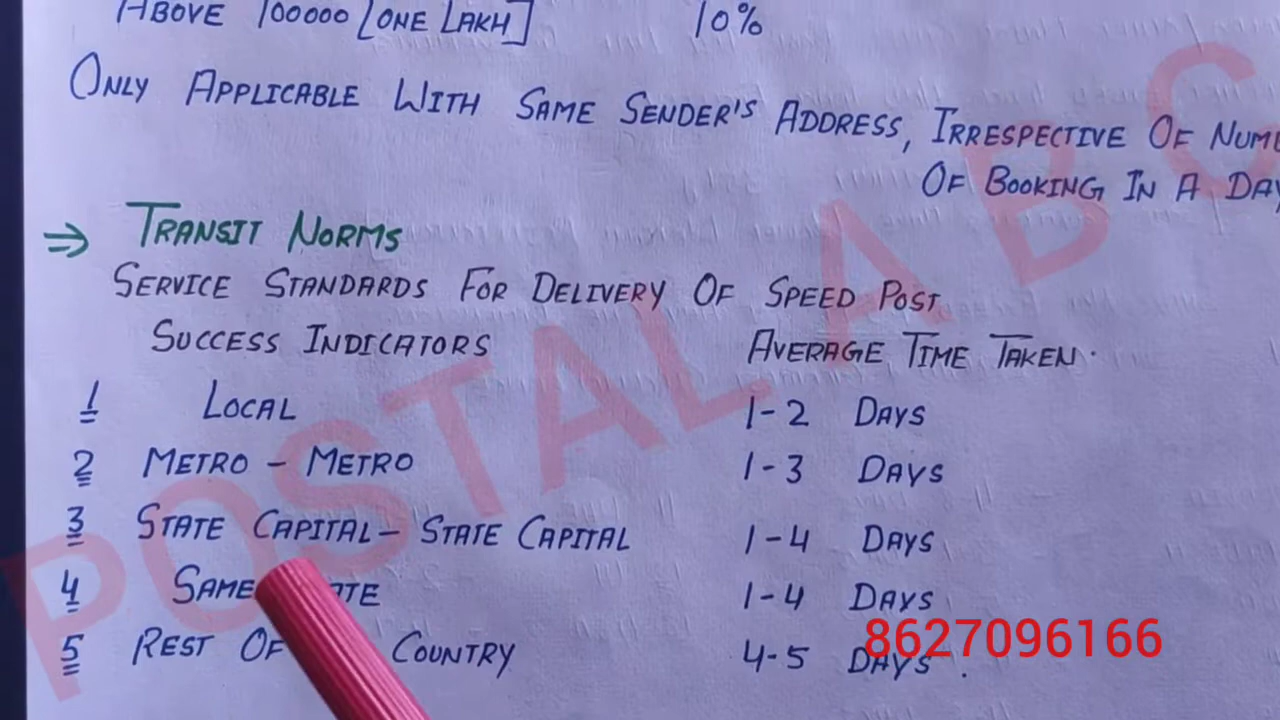 ABOVE 100000 [ONE LAKH] 10%
ONLY APPLICABLE WITH SAME SENDER'S ADDRESS, IRRESPECTIVE OF
OF BOOKING IN A DAY
⇒ TRANSIT NORMS
SERVICE STANDARDS FOR DELIVERY OF SPEED POST
SUCCESS INDICATORS AVERAGE TIME TAKEN.
1 LOCAL 1-2 DAYS
2 METRO - METRO 1-3 DAYS
3 STATE CAPITAL - STATE CAPITAL 1-4 DAYS
4 SAME 1-4 DAYS
5 REST OF COUNTRY 4-5 DAYS.
8627096166
POSTAL ABC